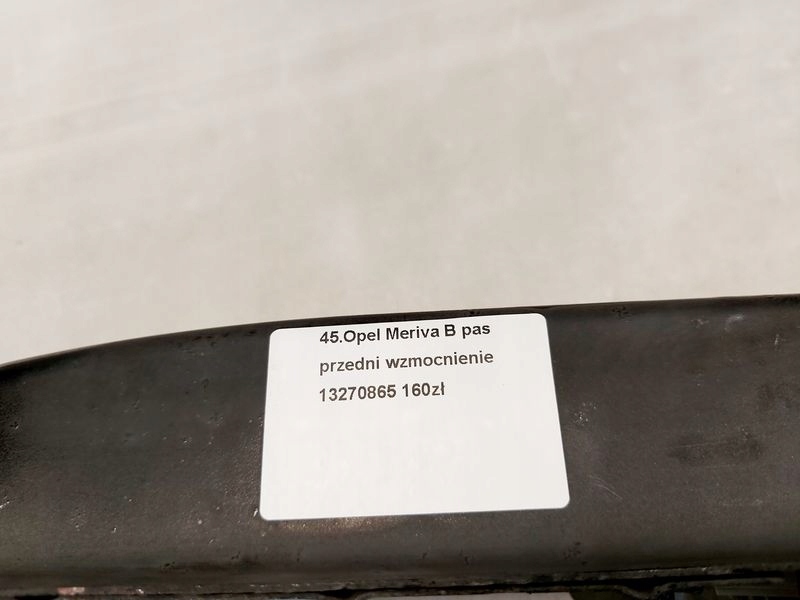 45.Opel Meriva B pas
przedni wzmocnienie
13270865 160zł